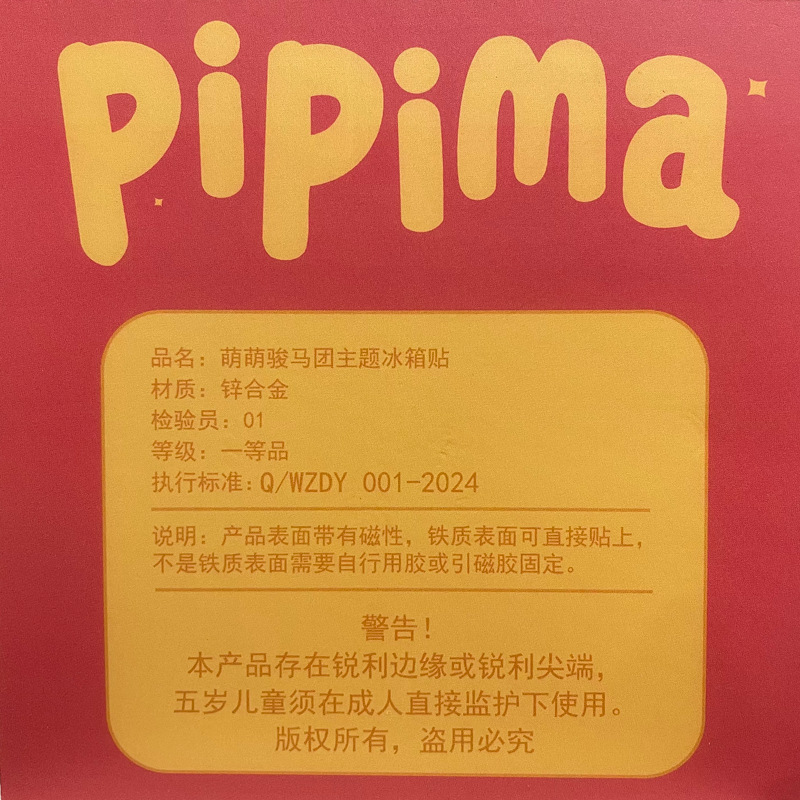 pipima
品名：萌萌骏马团主题冰箱贴
材质：锌合金
检验员：01
等级：一等品
执行标准：Q/WZDY 001-2024
说明：产品表面带有磁性，铁质表面可直接贴上，
不是铁质表面需要自行用胶或引磁胶固定。
警告！
本产品存在锐利边缘或锐利尖端，
五岁儿童须在成人直接监护下使用。
版权所有，盗用必究